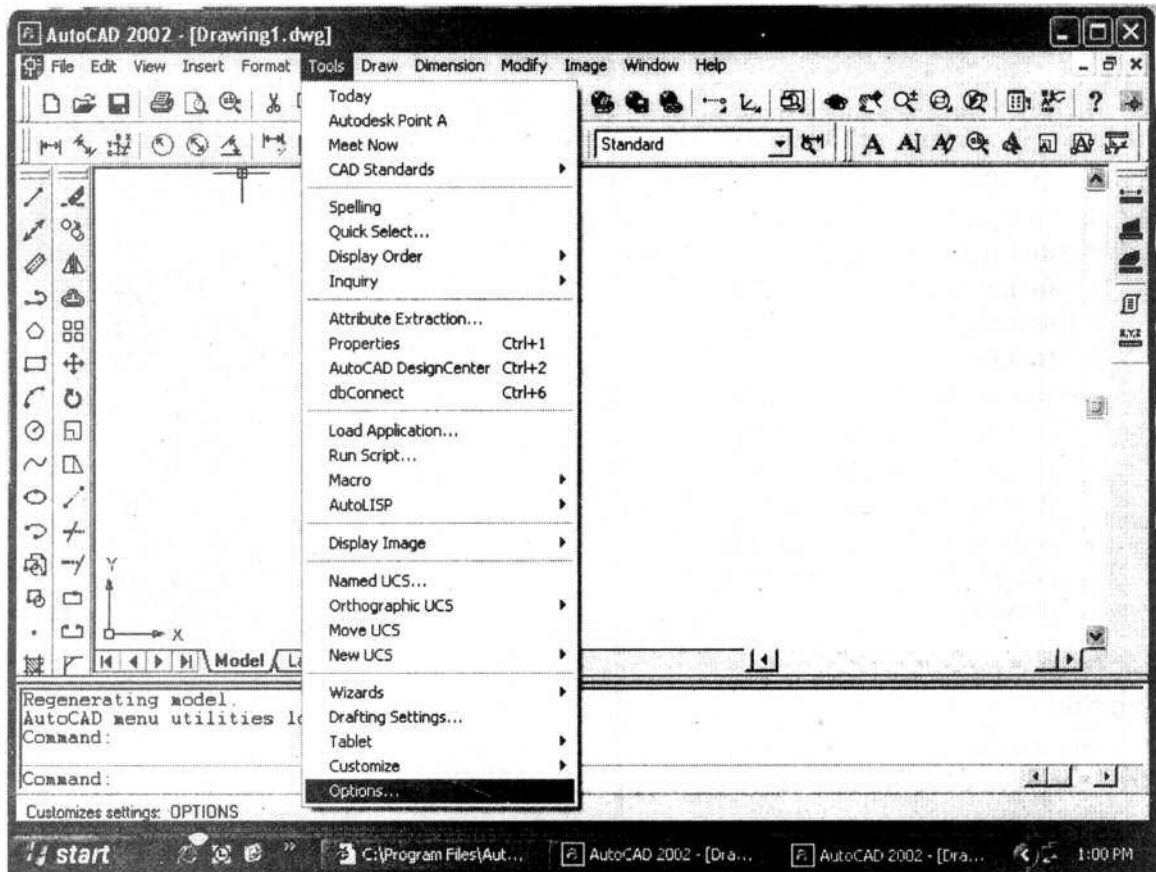 AutoCAD 2002 - [Drawing1.dwg]
File Edit View Insert Format Tools Draw Dimension Modify Image Window Help
Today
Autodesk Point A
Meet Now
CAD Standards
Standard
A AI
Spelling
Quick Select...
Display Order
Inquiry
Attribute Extraction...
Properties Ctrl+1
AutoCAD DesignCenter Ctrl+2
dbConnect Ctrl+6
Load Application...
Run Script...
Macro
AutoLISP
Display Image
Named UCS...
Orthographic UCS
Move UCS
New UCS
Wizards
Drafting Settings...
Tablet
Customize
Options...
Y
X
Model La
Regenerating model.
AutoCAD menu utilities lo
Command:
Command:
Customizes settings: OPTIONS
start
C:\Program Files\Aut...
AutoCAD 2002 - [Dra...
AutoCAD 2002 - [Dra...
1:00 PM